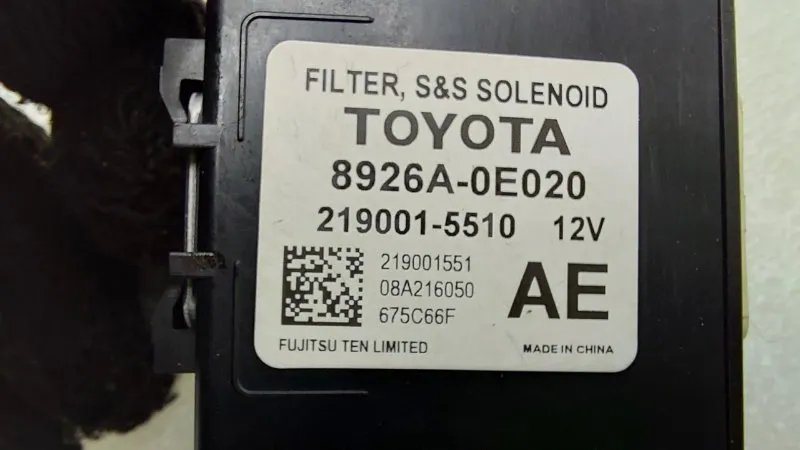 FILTER, S&S SOLENOID
TOYOTA
8926A-0E020
219001-5510 12V
219001551
08A216050
675C66F
AE
FUJITSU TEN LIMITED
MADE IN CHINA